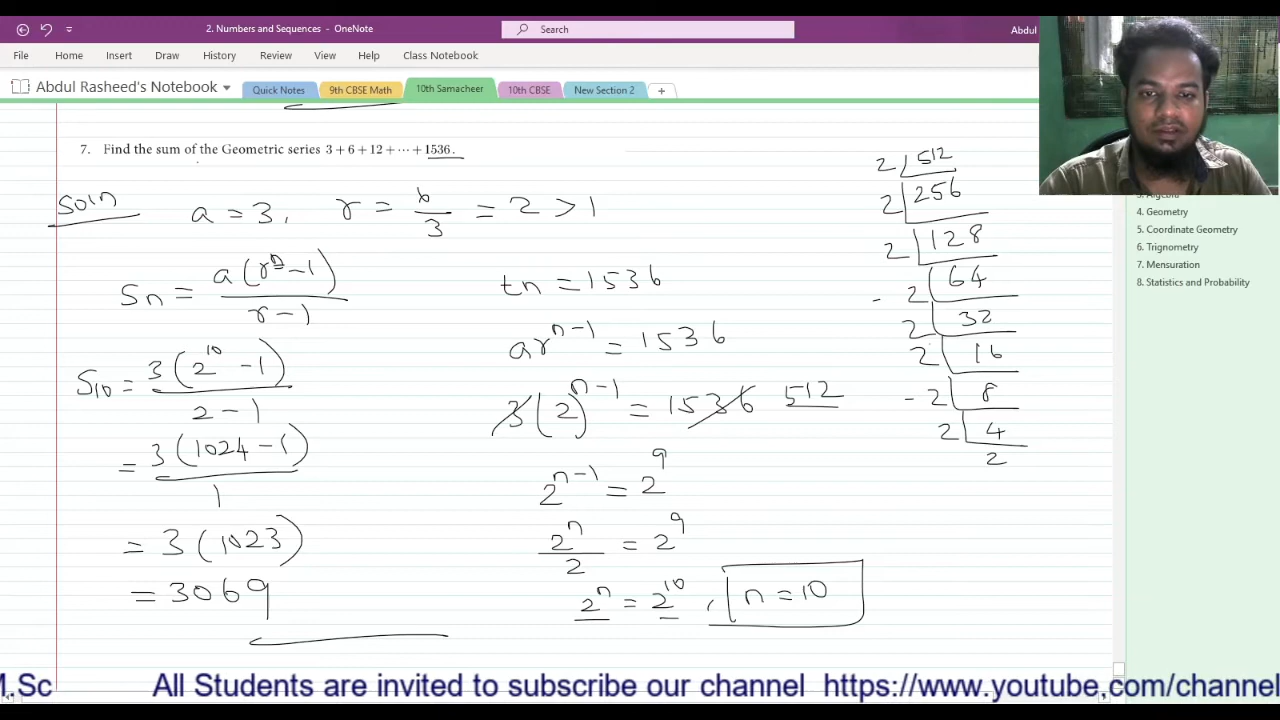 2. Numbers and Sequences - OneNote
Search
Abdul
File Home Insert Draw History Review View Help Class Notebook
Abdul Rasheed's Notebook
Quick Notes
9th CBSE Math
10th Samacheer
10th CBSE
New Section 2
+
7. Find the sum of the Geometric series 3 + 6 + 12 + ⋯ + 1536.
Soln
a = 3, r = 6/3 = 2 > 1
Sn = a(r^n - 1)/(r - 1)
S10 = 3(2^10 - 1)/(2 - 1)
= 3(1024 - 1)/1
= 3(1023)
= 3069
tn = 1536
ar^(n-1) = 1536
3(2)^(n-1) = 1536 512
2^(n-1) = 2^9
2^n/2 = 2^9
2^n = 2^10, n = 10
2 | 512
2 | 256
2 | 128
- 2 | 64
2 | 32
2 | 16
- 2 | 8
2 | 4
2
4. Geometry
5. Coordinate Geometry
6. Trignometry
7. Mensuration
8. Statistics and Probability
M.Sc All Students are invited to subscribe our channel https://www.youtube.com/channel